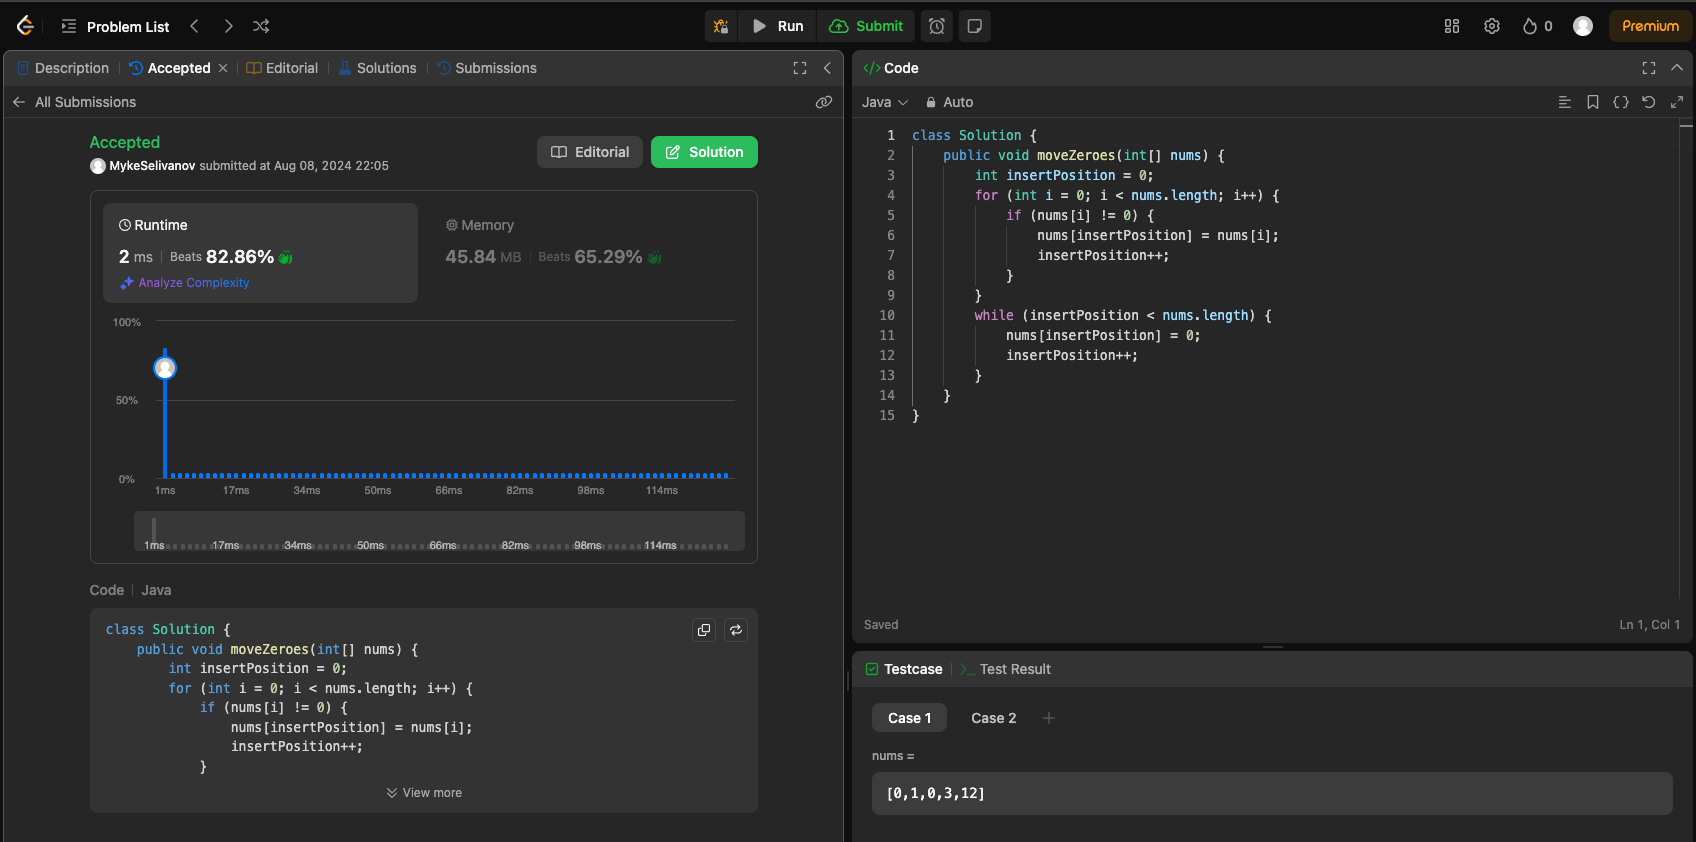 Problem List
Run
Submit
0
Premium
Description
Accepted
Editorial
Solutions
Submissions
All Submissions
Accepted
MykeSelivanov submitted at Aug 08, 2024 22:05
Editorial
Solution
Runtime
2 ms | Beats 82.86%
Analyze Complexity
Memory
45.84 MB | Beats 65.29%
100%
50%
0%
1ms 17ms 34ms 50ms 66ms 82ms 98ms 114ms
1ms 17ms 34ms 50ms 66ms 82ms 98ms 114ms
Code | Java
class Solution {
    public void moveZeroes(int[] nums) {
        int insertPosition = 0;
        for (int i = 0; i < nums.length; i++) {
            if (nums[i] != 0) {
                nums[insertPosition] = nums[i];
                insertPosition++;
            }
View more
</> Code
Java
Auto
1 class Solution {
2     public void moveZeroes(int[] nums) {
3         int insertPosition = 0;
4         for (int i = 0; i < nums.length; i++) {
5             if (nums[i] != 0) {
6                 nums[insertPosition] = nums[i];
7                 insertPosition++;
8             }
9         }
10         while (insertPosition < nums.length) {
11             nums[insertPosition] = 0;
12             insertPosition++;
13         }
14     }
15 }
Saved
Ln 1, Col 1
Testcase
>_ Test Result
Case 1
Case 2
+
nums =
[0,1,0,3,12]